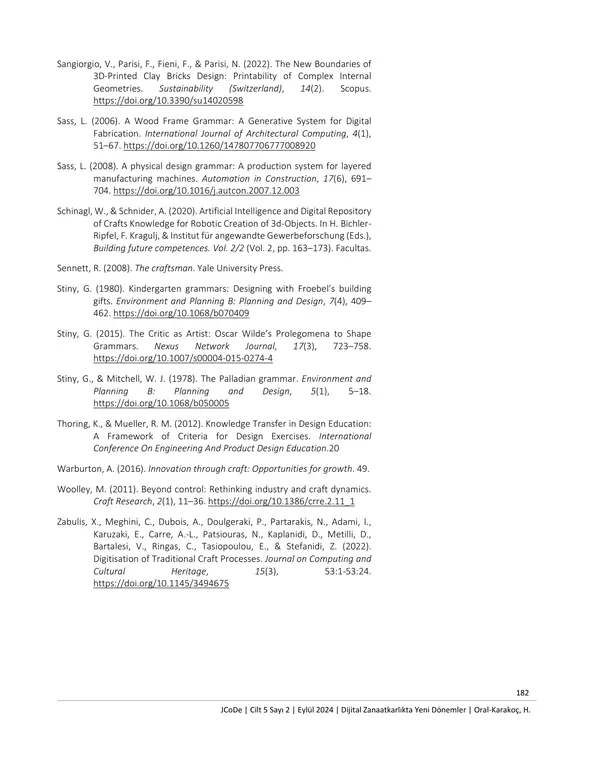 Sangiorgio, V., Parisi, F., Fieni, F., & Parisi, N. (2022). The New Boundaries of
3D-Printed Clay Bricks Design: Printability of Complex Internal
Geometries. Sustainability (Switzerland), 14(2). Scopus.
https://doi.org/10.3390/su14020598
Sass, L. (2006). A Wood Frame Grammar: A Generative System for Digital
Fabrication. International Journal of Architectural Computing, 4(1),
51–67. https://doi.org/10.1260/147807706777008920
Sass, L. (2008). A physical design grammar: A production system for layered
manufacturing machines. Automation in Construction, 17(6), 691–
704. https://doi.org/10.1016/j.autcon.2007.12.003
Schinagl, W., & Schnider, A. (2020). Artificial Intelligence and Digital Repository
of Crafts Knowledge for Robotic Creation of 3d-Objects. In H. Bichler-
Ripfel, F. Kragulj, & Institut für angewandte Gewerbeforschung (Eds.),
Building future competences. Vol. 2/2 (Vol. 2, pp. 163–173). Facultas.
Sennett, R. (2008). The craftsman. Yale University Press.
Stiny, G. (1980). Kindergarten grammars: Designing with Froebel's building
gifts. Environment and Planning B: Planning and Design, 7(4), 409–
462. https://doi.org/10.1068/b070409
Stiny, G. (2015). The Critic as Artist: Oscar Wilde's Prolegomena to Shape
Grammars. Nexus Network Journal, 17(3), 723–758.
https://doi.org/10.1007/s00004-015-0274-4
Stiny, G., & Mitchell, W. J. (1978). The Palladian grammar. Environment and
Planning B: Planning and Design, 5(1), 5–18.
https://doi.org/10.1068/b050005
Thoring, K., & Mueller, R. M. (2012). Knowledge Transfer in Design Education:
A Framework of Criteria for Design Exercises. International
Conference On Engineering And Product Design Education.20
Warburton, A. (2016). Innovation through craft: Opportunities for growth. 49.
Woolley, M. (2011). Beyond control: Rethinking industry and craft dynamics.
Craft Research, 2(1), 11–36. https://doi.org/10.1386/crre.2.11_1
Zabulis, X., Meghini, C., Dubois, A., Doulgeraki, P., Partarakis, N., Adami, I.,
Karuzaki, E., Carre, A.-L., Patsiouras, N., Kaplanidi, D., Metilli, D.,
Bartalesi, V., Ringas, C., Tasiopoulou, E., & Stefanidi, Z. (2022).
Digitisation of Traditional Craft Processes. Journal on Computing and
Cultural Heritage, 15(3), 53:1-53:24.
https://doi.org/10.1145/3494675
182
JCoDe | Cilt 5 Sayı 2 | Eylül 2024 | Dijital Zanaatkarlıkta Yeni Dönemler | Oral-Karakoç, H.